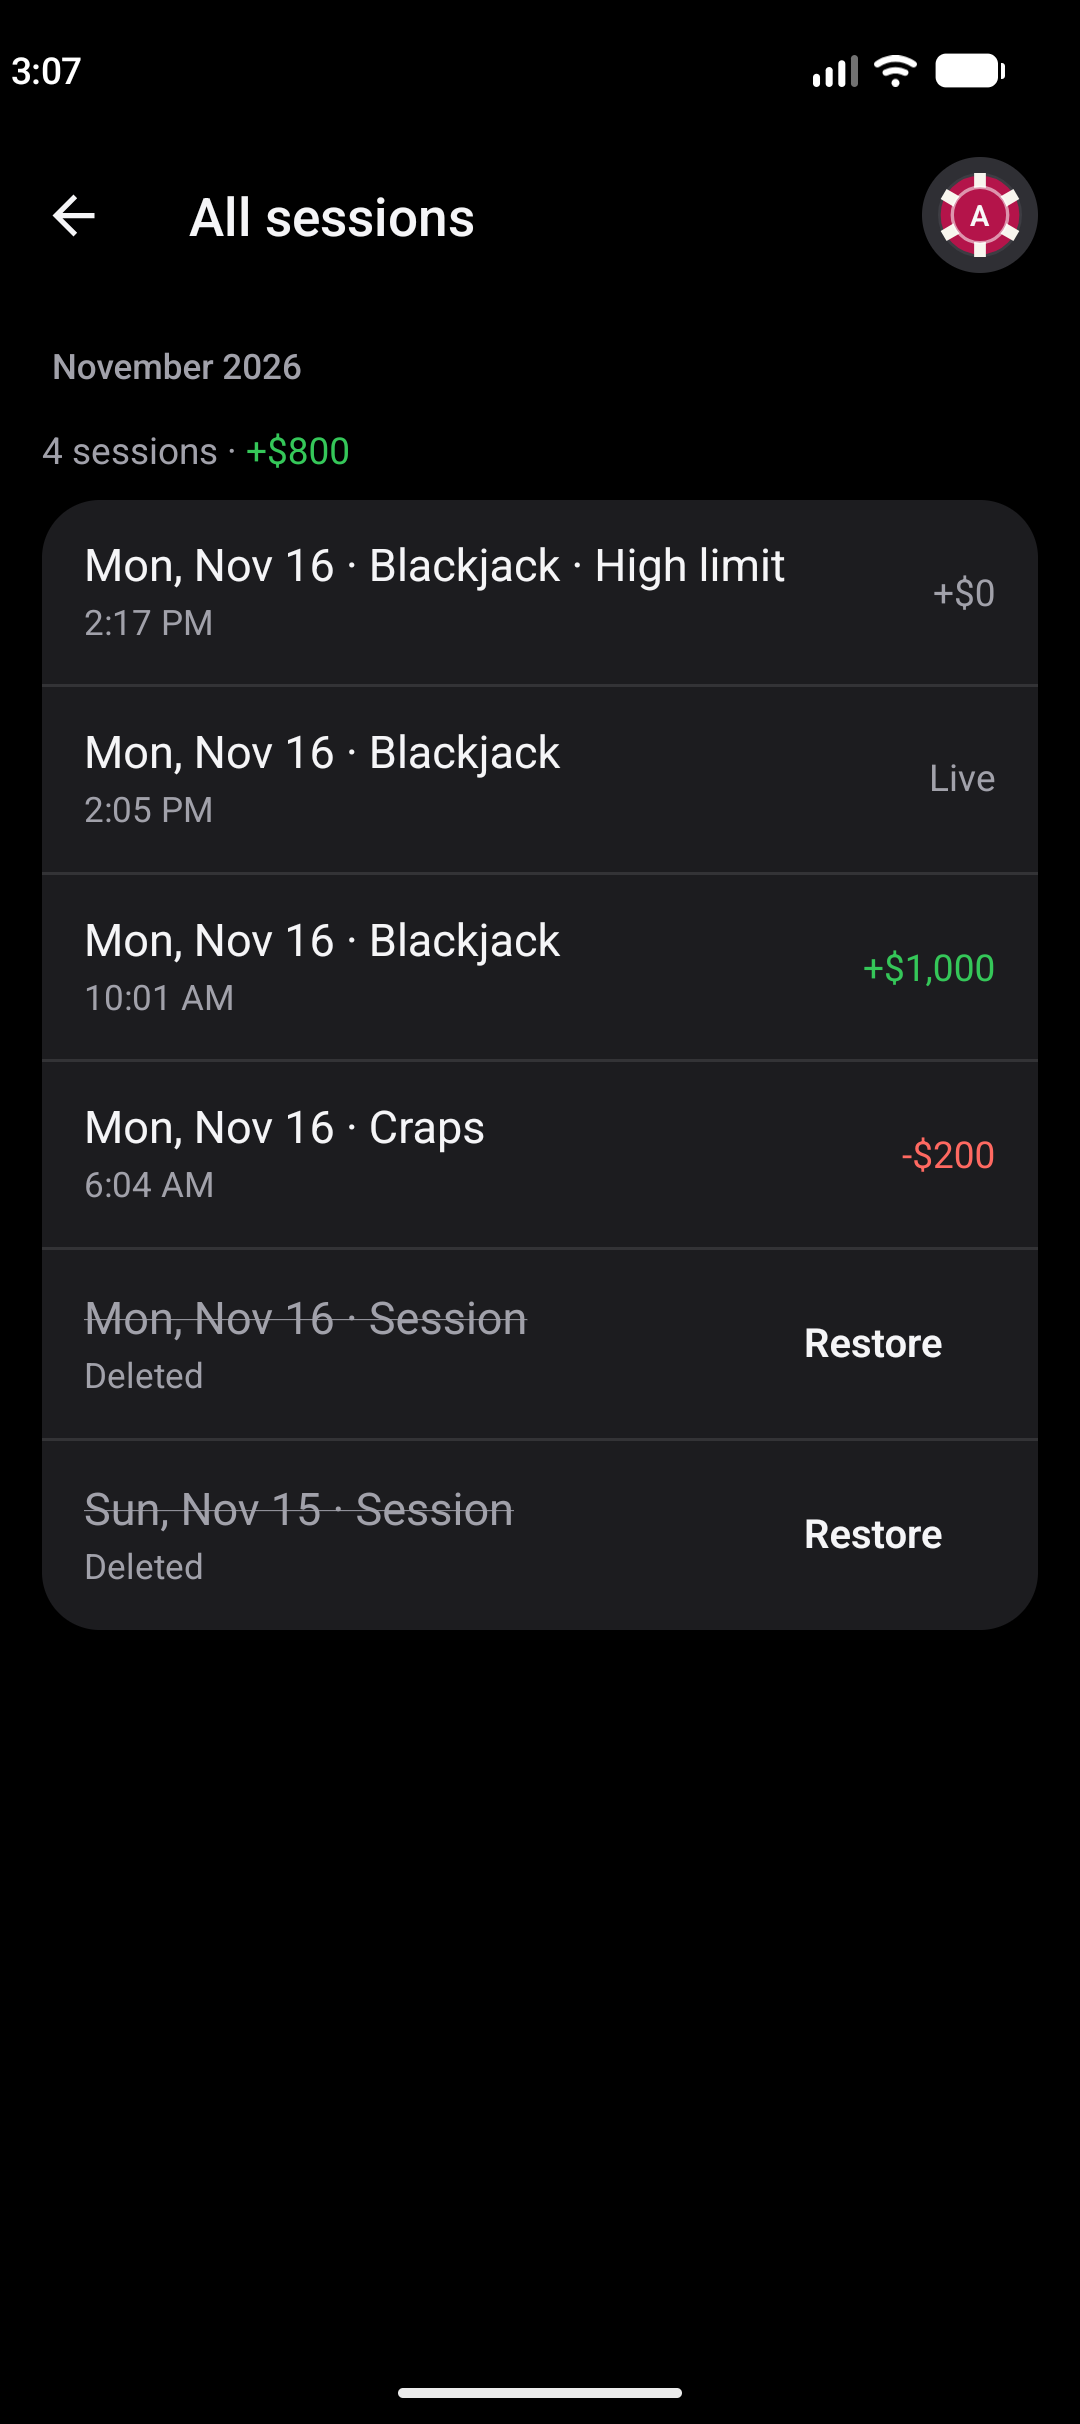 3:07
All sessions
A
November 2026
4 sessions · +$800
Mon, Nov 16 · Blackjack · High limit
+$0
2:17 PM
Mon, Nov 16 · Blackjack
Live
2:05 PM
Mon, Nov 16 · Blackjack
+$1,000
10:01 AM
Mon, Nov 16 · Craps
-$200
6:04 AM
Mon, Nov 16 · Session
Restore
Deleted
Sun, Nov 15 · Session
Restore
Deleted